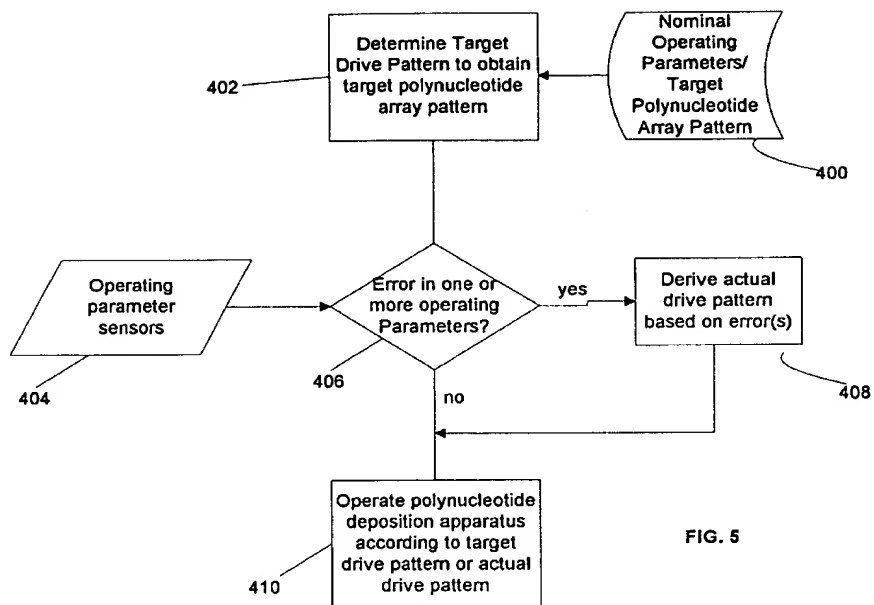 Determine Target
Drive Pattern to obtain
target polynucleotide
array pattern
402
Nominal
Operating
Parameters/
Target
Polynucleotide
Array Pattern
400
Operating
parameter
sensors
404
Error in one or
more operating
Parameters?
406
yes
Derive actual
drive pattern
based on error(s)
408
no
Operate polynucleotide
deposition apparatus
according to target
drive pattern or actual
drive pattern
410
FIG. 5